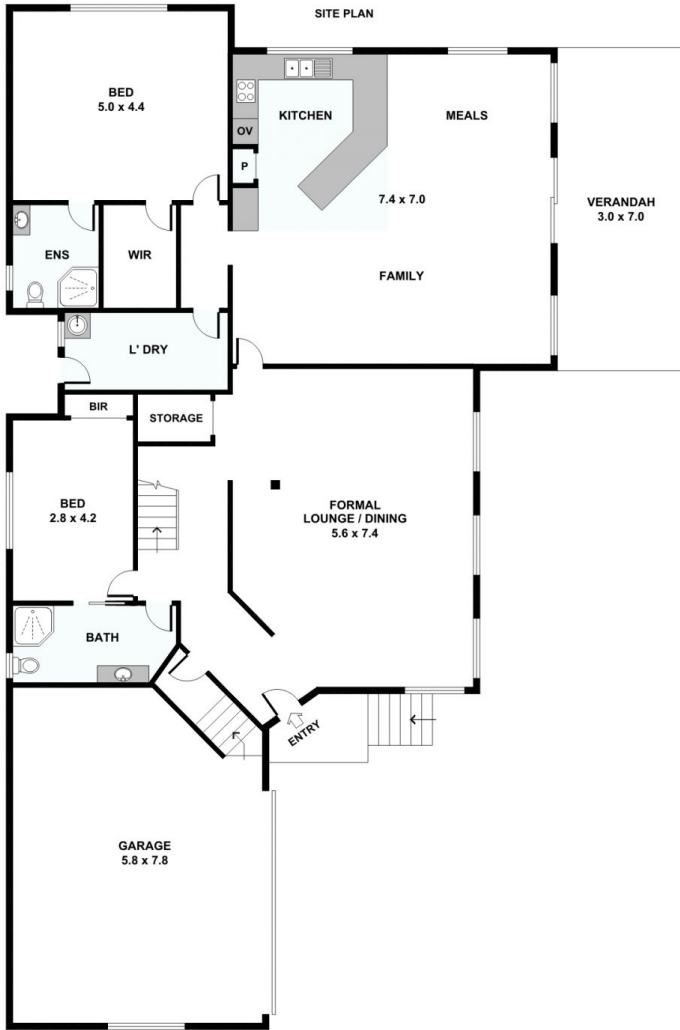 SITE PLAN
BED
5.0 x 4.4
KITCHEN
MEALS
OV
P
7.4 x 7.0
VERANDAH
3.0 x 7.0
ENS
WIR
FAMILY
L' DRY
BIR
STORAGE
BED
2.8 x 4.2
FORMAL
LOUNGE / DINING
5.6 x 7.4
BATH
ENTRY
GARAGE
5.8 x 7.8